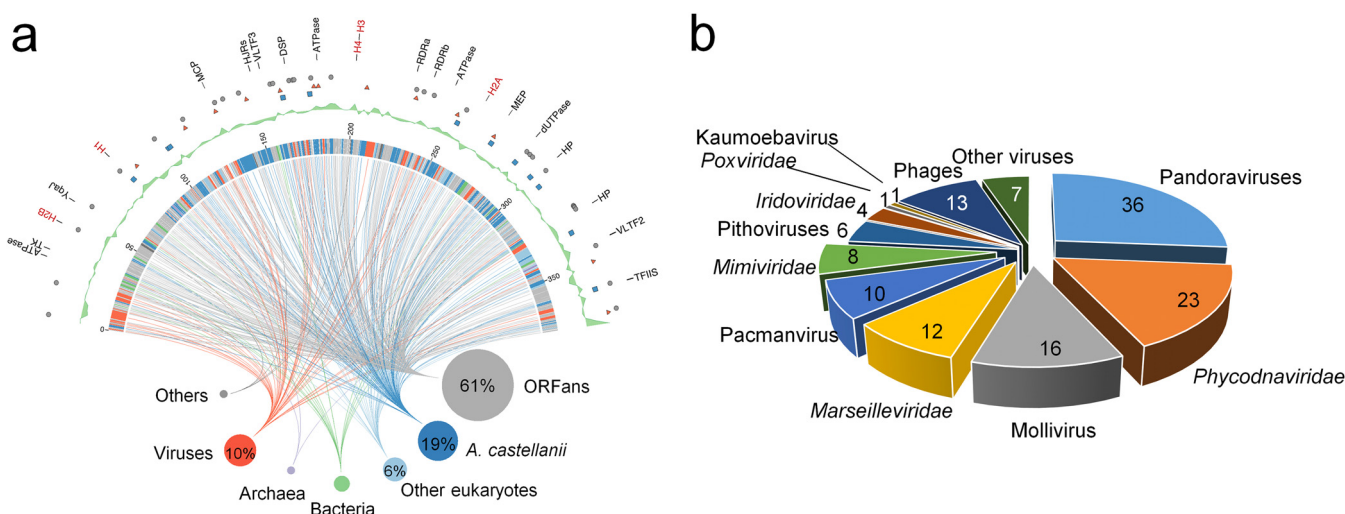 a
ATPase
TK
H2B
YqaJ
H1
MCP
HJRs
VLTF3
DSP
ATPase
H4
H3
RDRa
RDRb
ATPase
H2A
MEP
dUTPase
HP
HP
VLTF2
TFIIS
0
50
100
150
200
250
300
350
61%
ORFans
Others
19%
A. castellanii
Viruses
10%
6%
Other eukaryotes
Archaea
Bacteria
b
Kaumoebavirus
Poxviridae
Phages
Other viruses
Pandoraviruses
Iridoviridae
4
1
1
13
7
36
Pithoviruses
6
Mimiviridae
8
23
10
Pacmanvirus
12
16
Phycodnaviridae
Marseilleviridae
Mollivirus